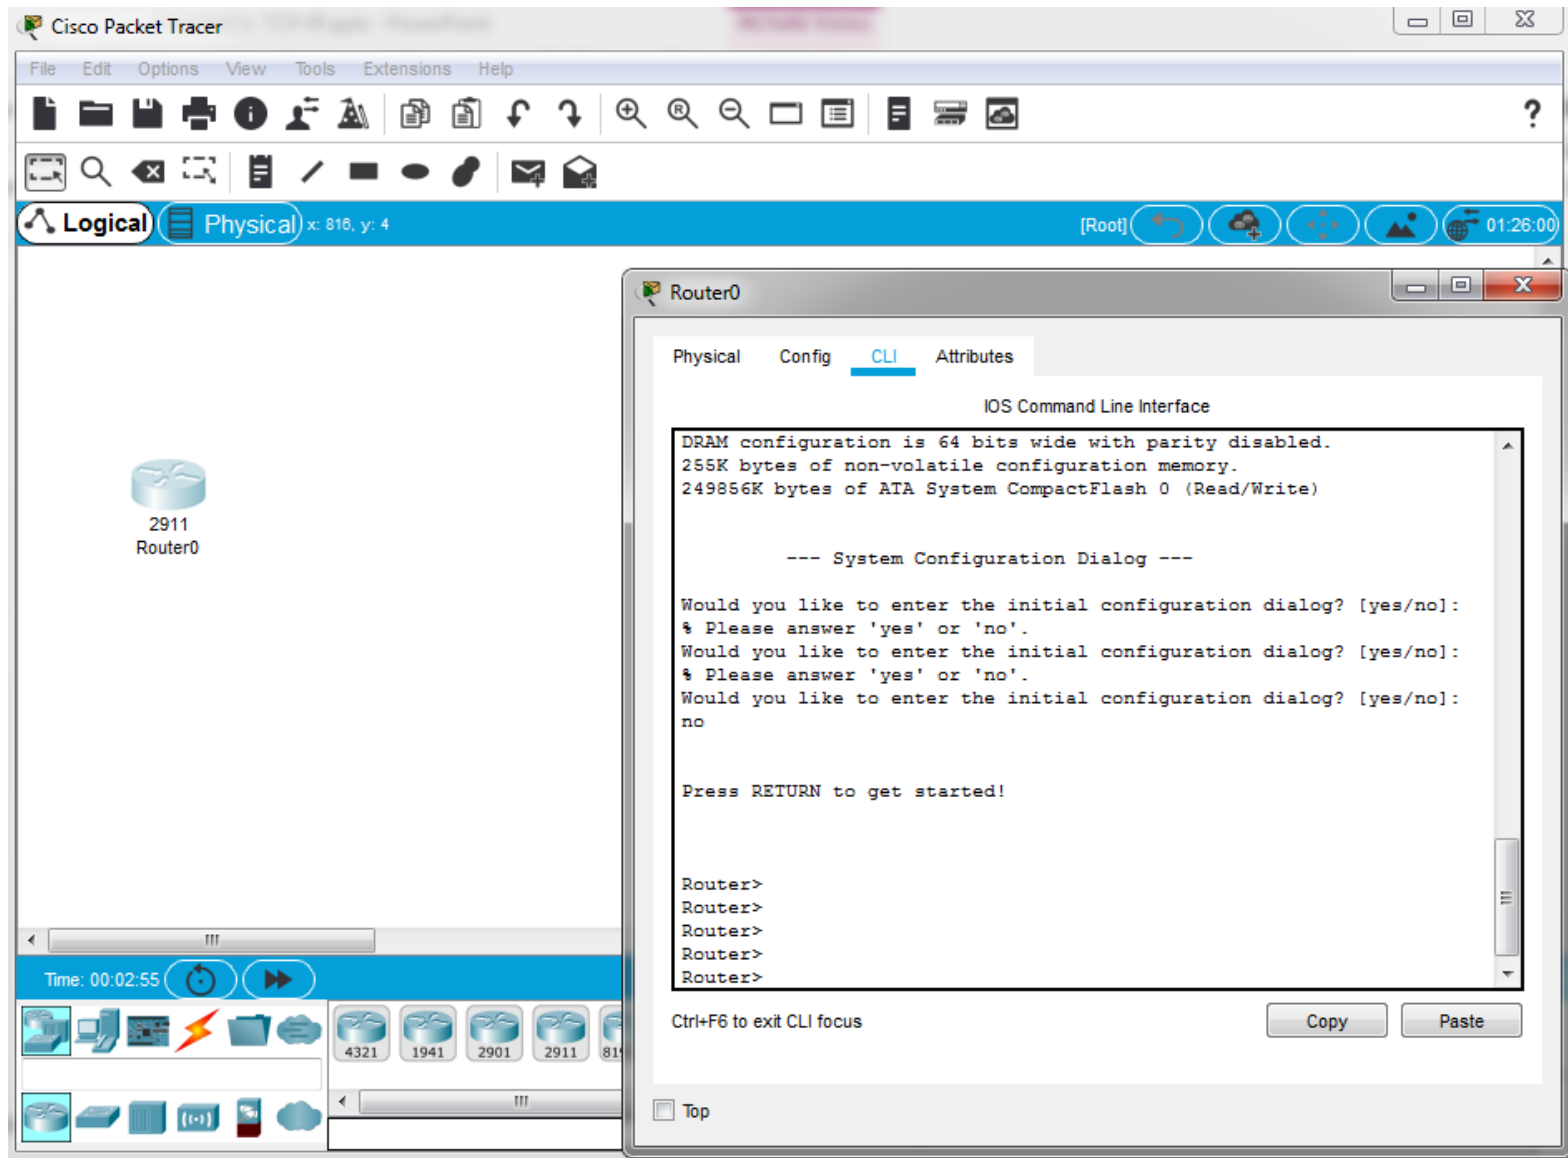 Cisco Packet Tracer
File Edit Options View Tools Extensions Help
?
Logical Physical x: 816, y: 4 [Root] 01:26:00
2911
Router0
Time: 00:02:55
4321 1941 2901 2911 819
Router0
Physical Config CLI Attributes
IOS Command Line Interface
DRAM configuration is 64 bits wide with parity disabled.
255K bytes of non-volatile configuration memory.
249856K bytes of ATA System CompactFlash 0 (Read/Write)
--- System Configuration Dialog ---
Would you like to enter the initial configuration dialog? [yes/no]:
% Please answer 'yes' or 'no'.
Would you like to enter the initial configuration dialog? [yes/no]:
% Please answer 'yes' or 'no'.
Would you like to enter the initial configuration dialog? [yes/no]:
no
Press RETURN to get started!
Router>
Router>
Router>
Router>
Router>
Ctrl+F6 to exit CLI focus Copy Paste
Top